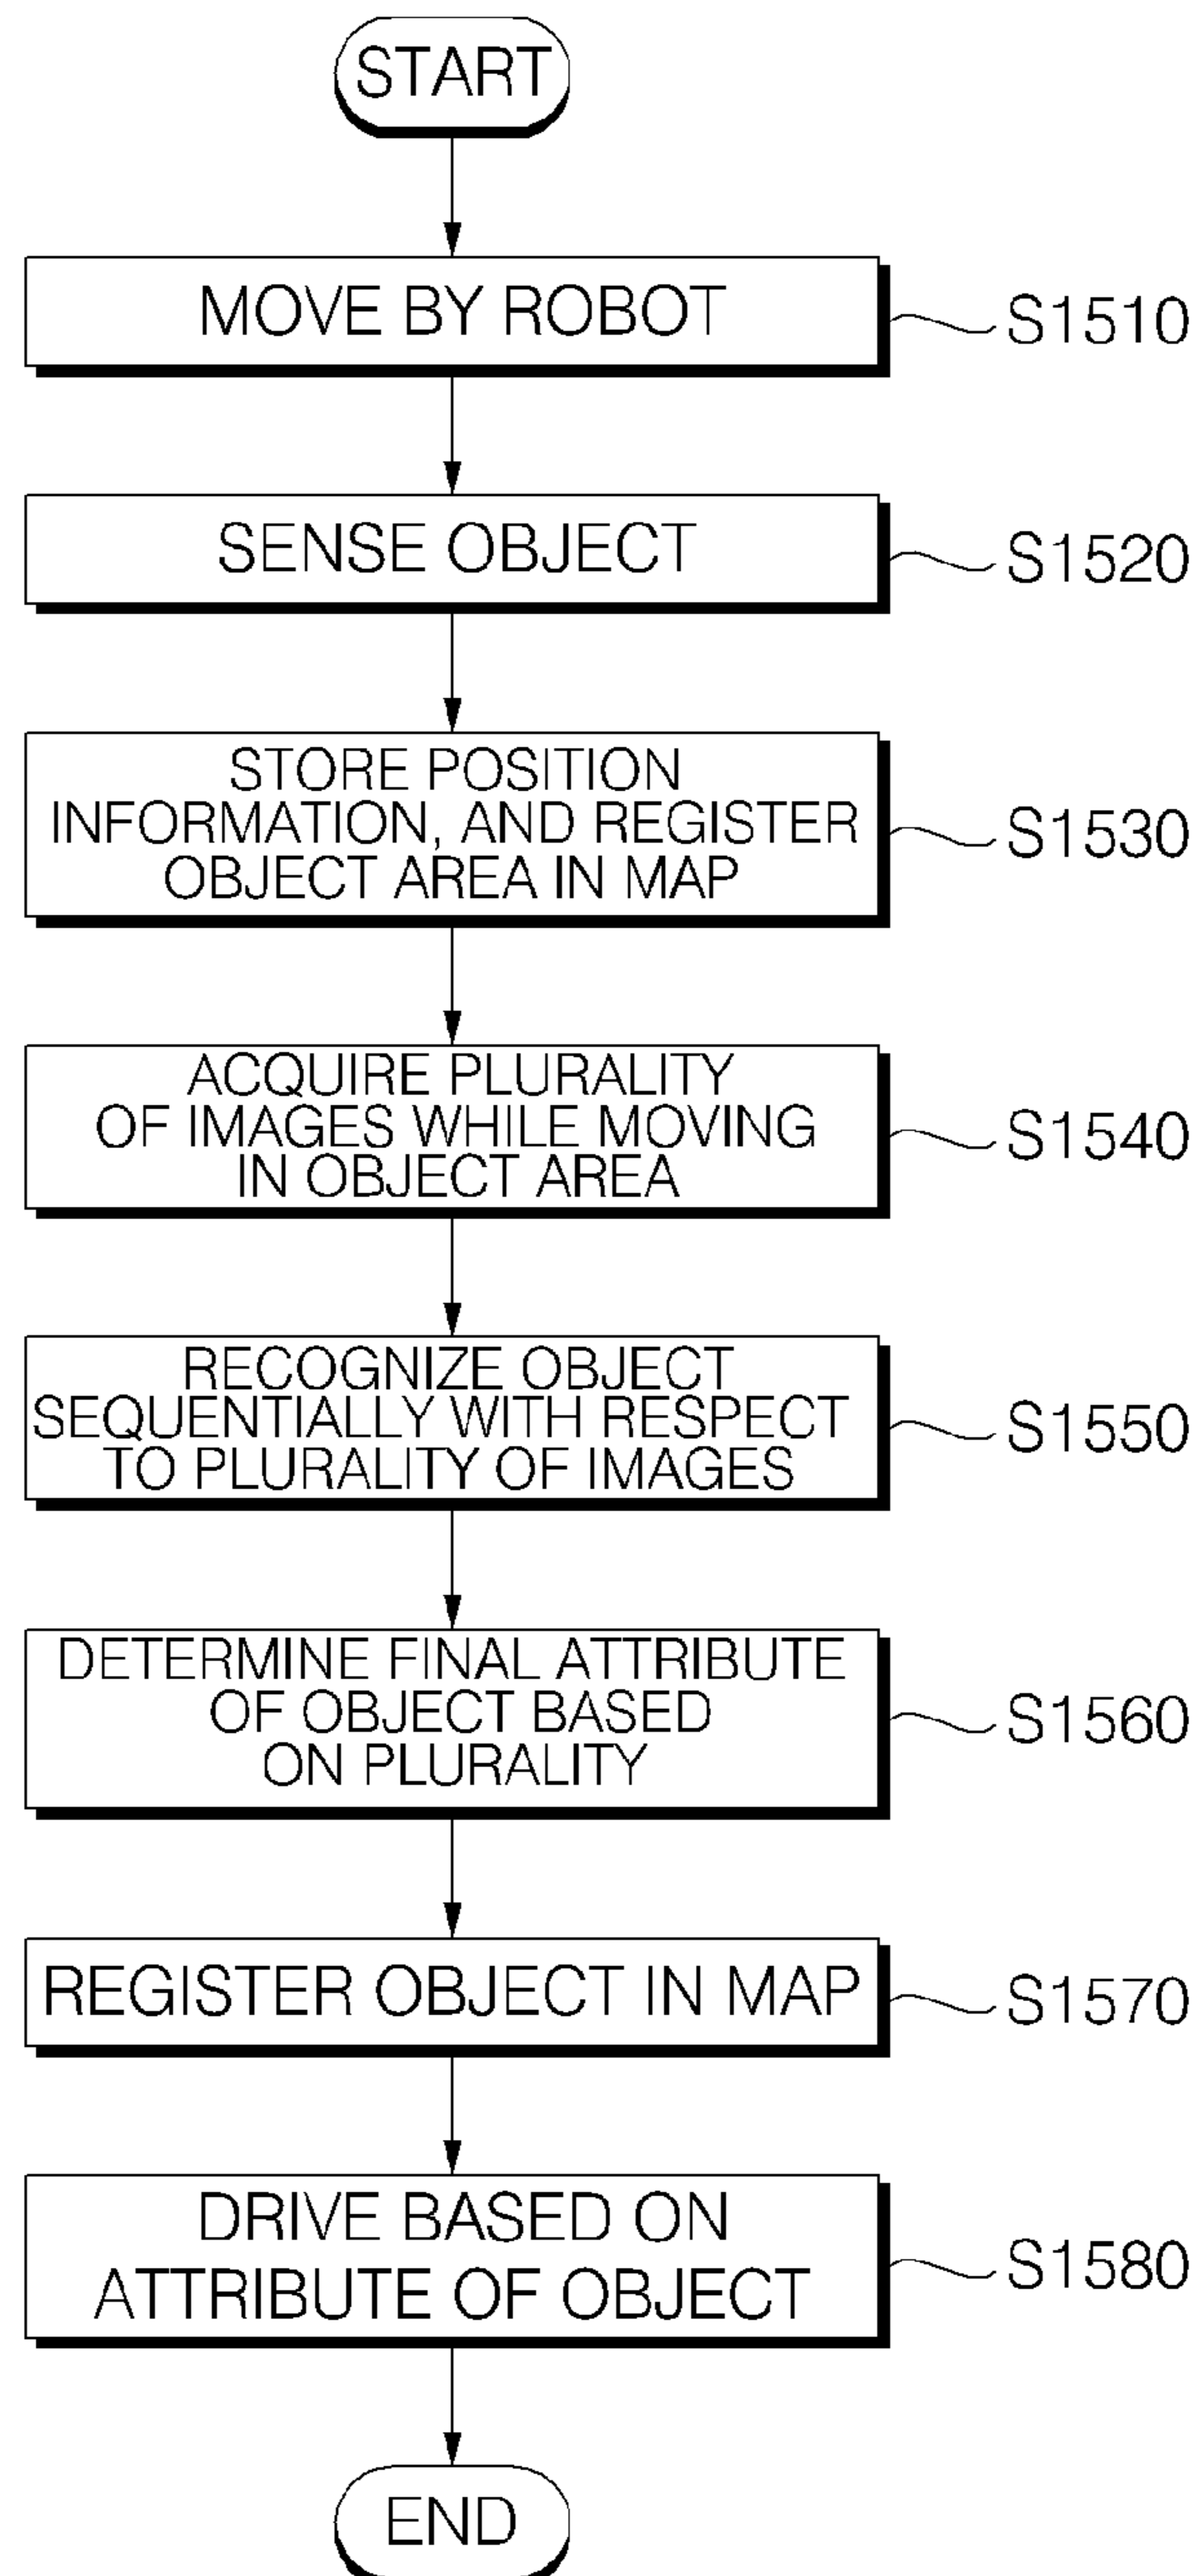 START
MOVE BY ROBOT
S1510
SENSE OBJECT
S1520
STORE POSITION
INFORMATION, AND REGISTER
OBJECT AREA IN MAP
S1530
ACQUIRE PLURALITY
OF IMAGES WHILE MOVING
IN OBJECT AREA
S1540
RECOGNIZE OBJECT
SEQUENTIALLY WITH RESPECT
TO PLURALITY OF IMAGES
S1550
DETERMINE FINAL ATTRIBUTE
OF OBJECT BASED
ON PLURALITY
S1560
REGISTER OBJECT IN MAP
S1570
DRIVE BASED ON
ATTRIBUTE OF OBJECT
S1580
END